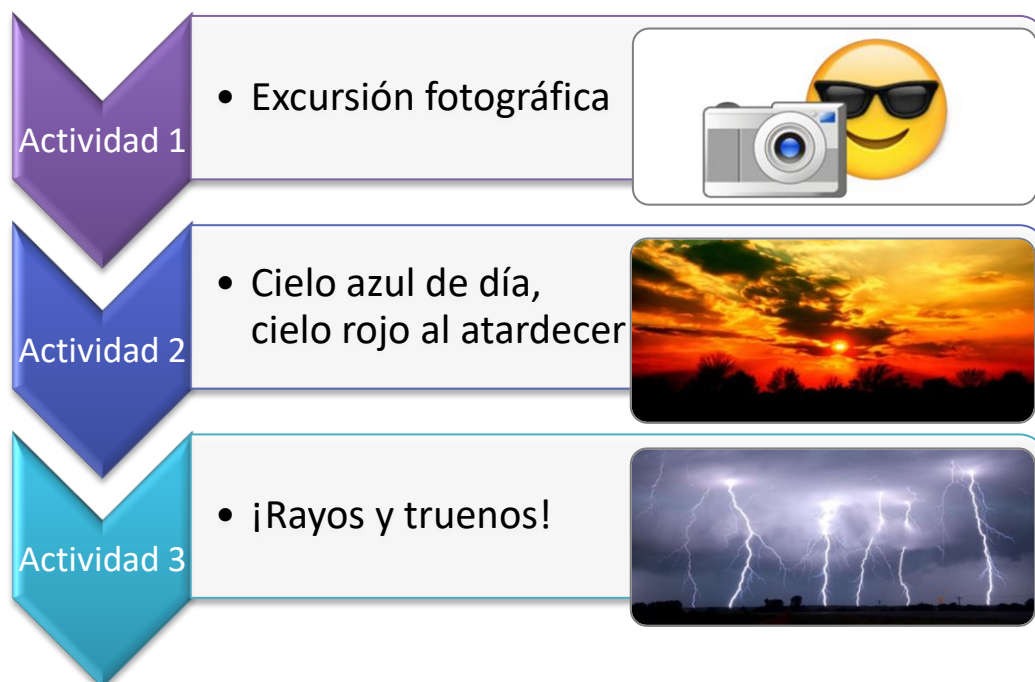 Actividad 1
• Excursión fotográfica
Actividad 2
• Cielo azul de día,
cielo rojo al atardecer
Actividad 3
• ¡Rayos y truenos!